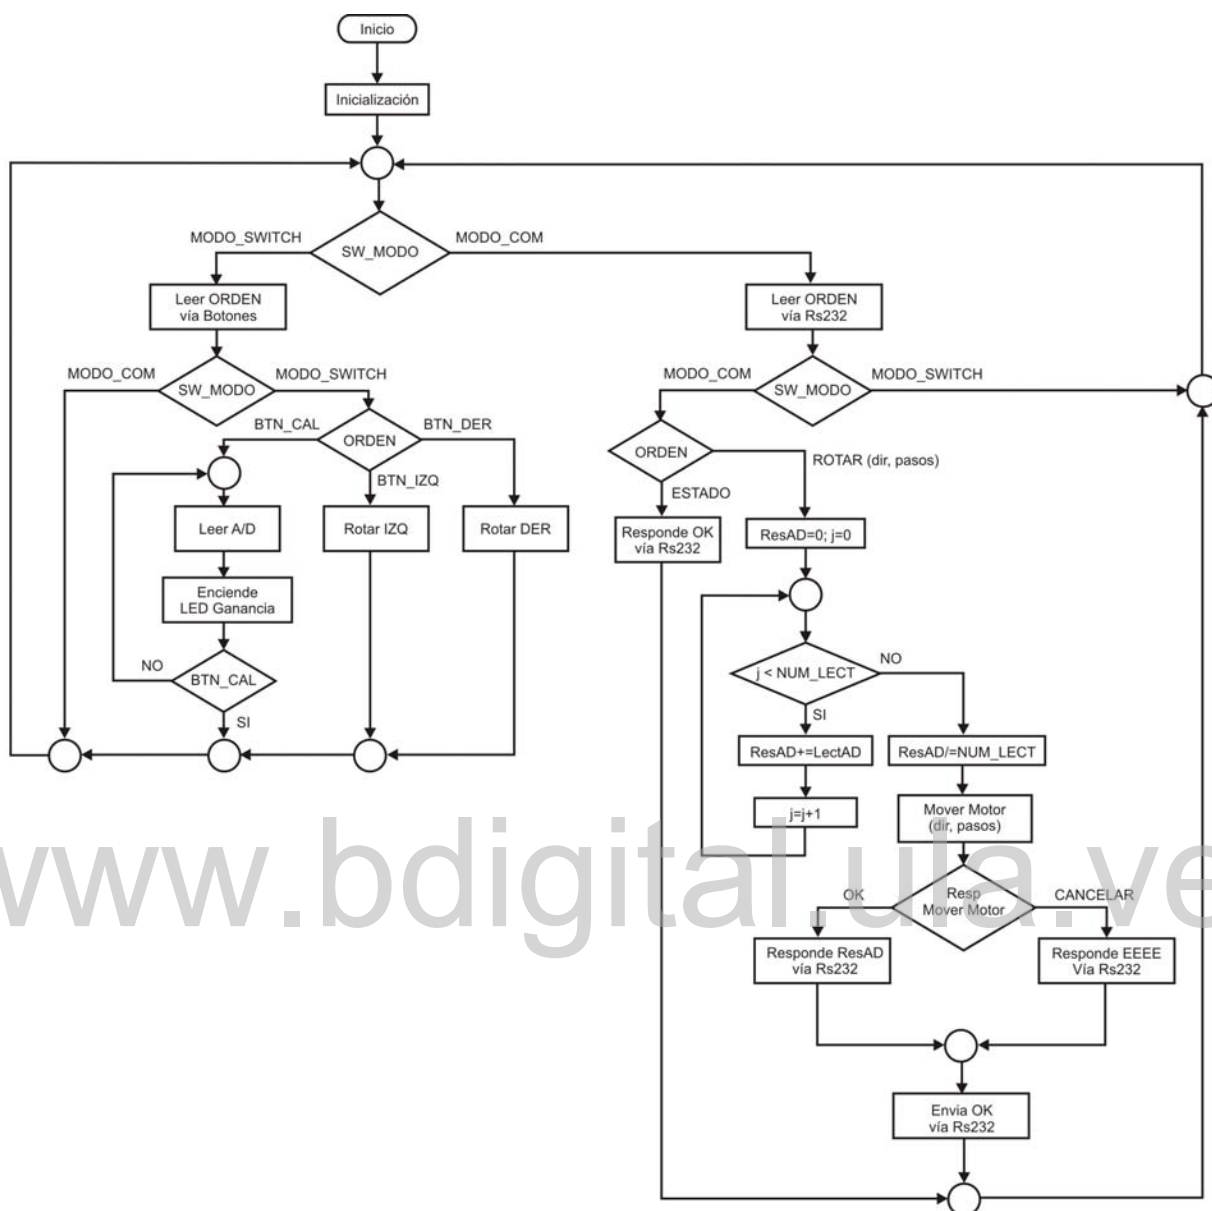 Inicio
Inicialización
SW_MODO
MODO_SWITCH
MODO_COM
Leer ORDEN
vía Botones
Leer ORDEN
vía Rs232
MODO_COM
SW_MODO
MODO_SWITCH
MODO_COM
SW_MODO
MODO_SWITCH
BTN_CAL
ORDEN
BTN_DER
BTN_IZQ
ORDEN
ROTAR (dir, pasos)
ESTADO
Leer A/D
Rotar IZQ
Rotar DER
Responde OK
vía Rs232
ResAD=0; j=0
Enciende
LED Ganancia
NO
BTN_CAL
SI
j < NUM_LECT
NO
SI
ResAD+=LectAD
ResAD/=NUM_LECT
j=j+1
Mover Motor
(dir, pasos)
www.bdigital.ula.ve
OK
Resp
Mover Motor
CANCELAR
Responde ResAD
vía Rs232
Responde EEEE
Vía Rs232
Envia OK
vía Rs232